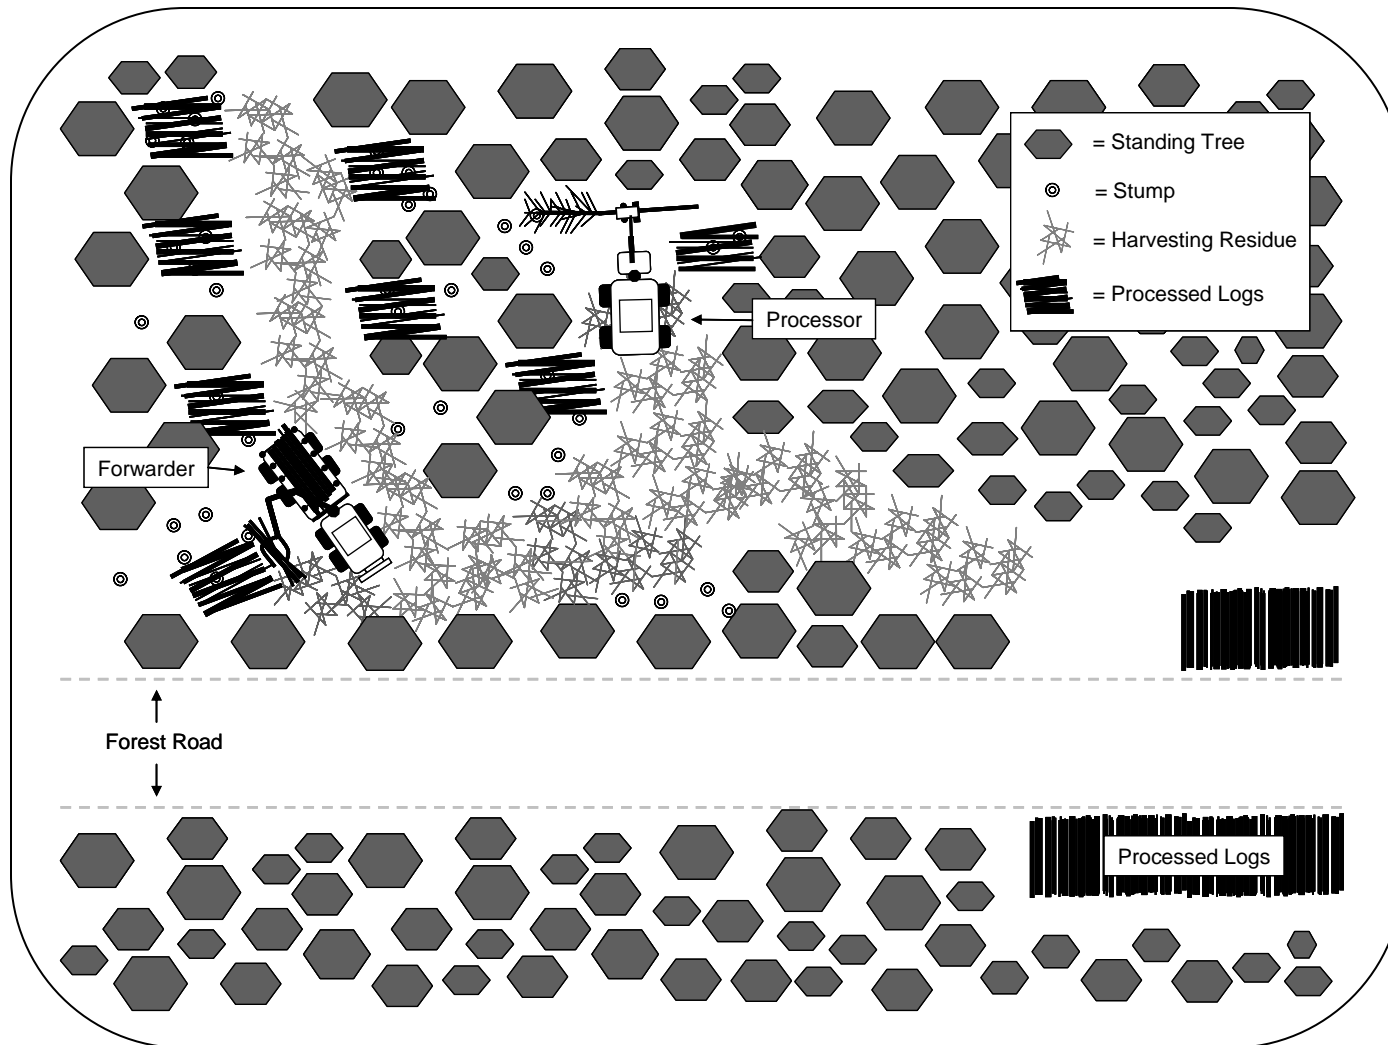 = Standing Tree
= Stump
= Harvesting Residue
= Processed Logs
Processor
Forwarder
Forest Road
Processed Logs